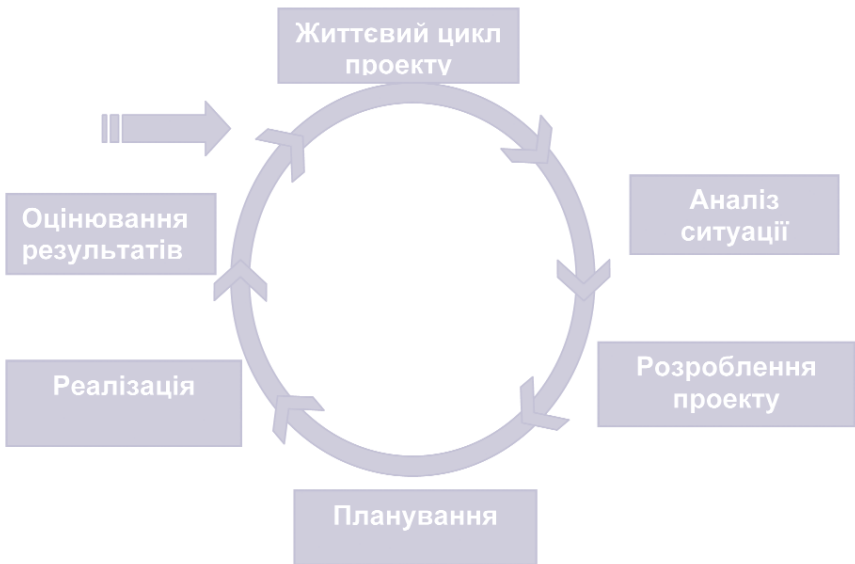 Життєвий цикл
проекту
Аналіз
ситуації
Розроблення
проекту
Планування
Реалізація
Оцінювання
результатів